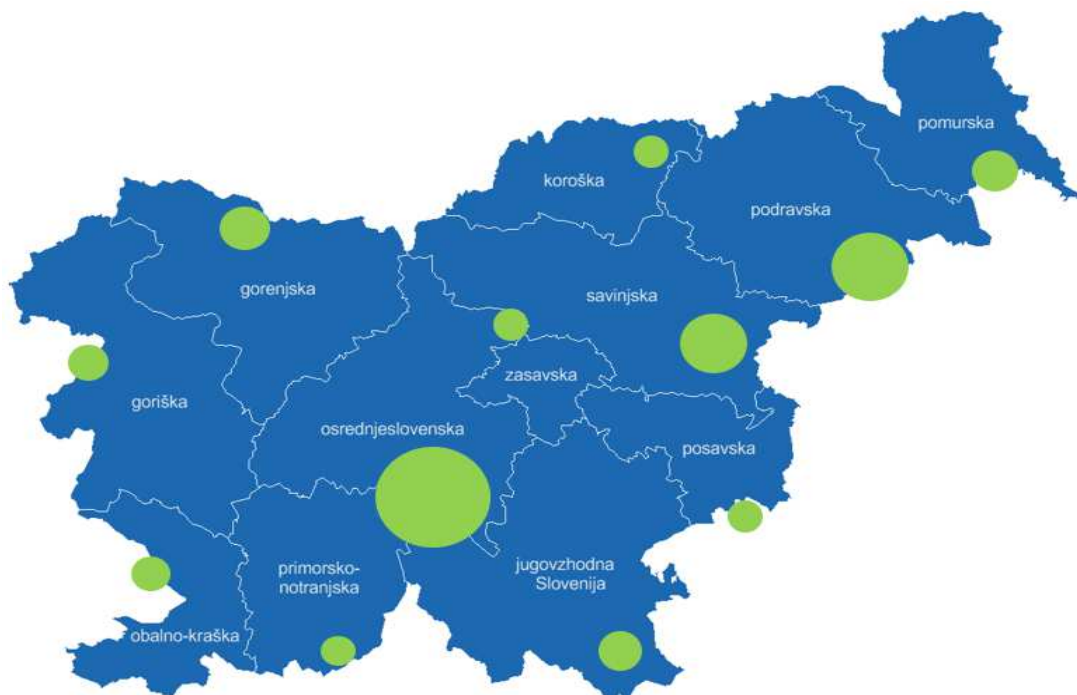 pomurska
koroška
podravska
gorenjska
savinjska
zasavska
goriška
osrednjeslovenska
posavska
primorsko-
notranjska
jugovzhodna
Slovenija
obalno-kraška